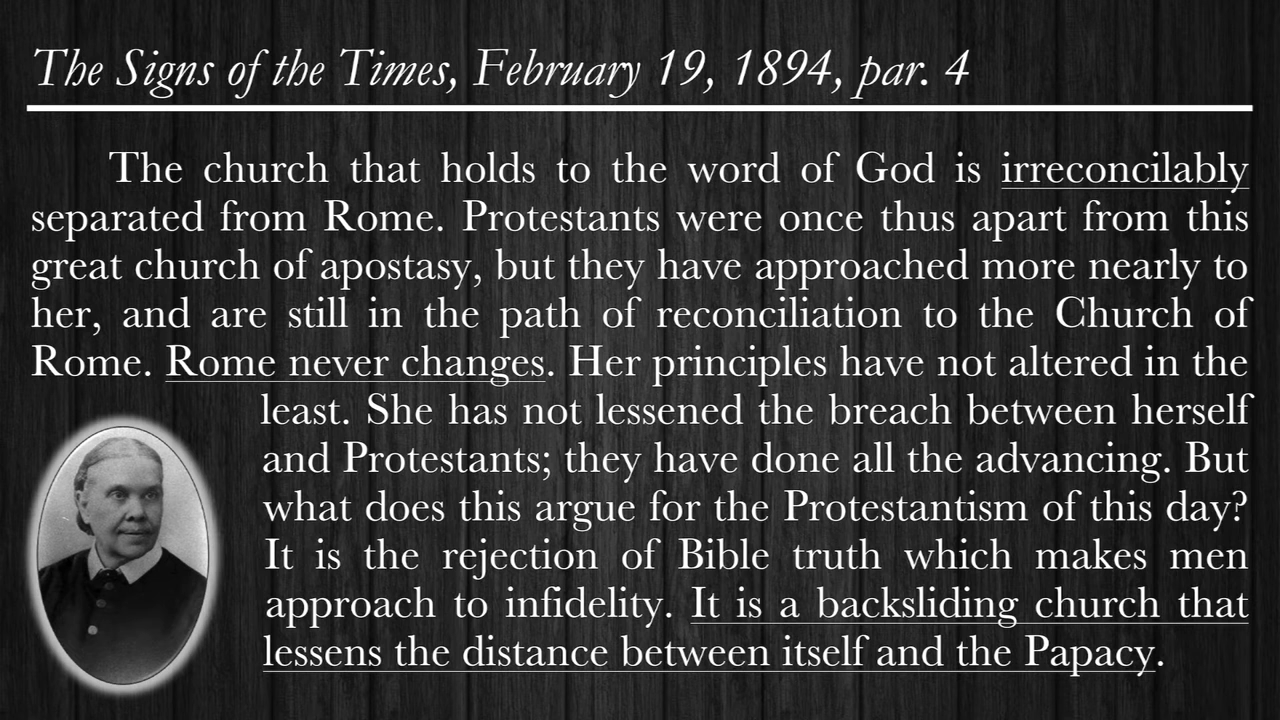 The Signs of the Times, February 19, 1894, par. 4
The church that holds to the word of God is irreconcilably
separated from Rome. Protestants were once thus apart from this
great church of apostasy, but they have approached more nearly to
her, and are still in the path of reconciliation to the Church of
Rome. Rome never changes. Her principles have not altered in the
least. She has not lessened the breach between herself
and Protestants; they have done all the advancing. But
what does this argue for the Protestantism of this day?
It is the rejection of Bible truth which makes men
approach to infidelity. It is a backsliding church that
lessens the distance between itself and the Papacy.